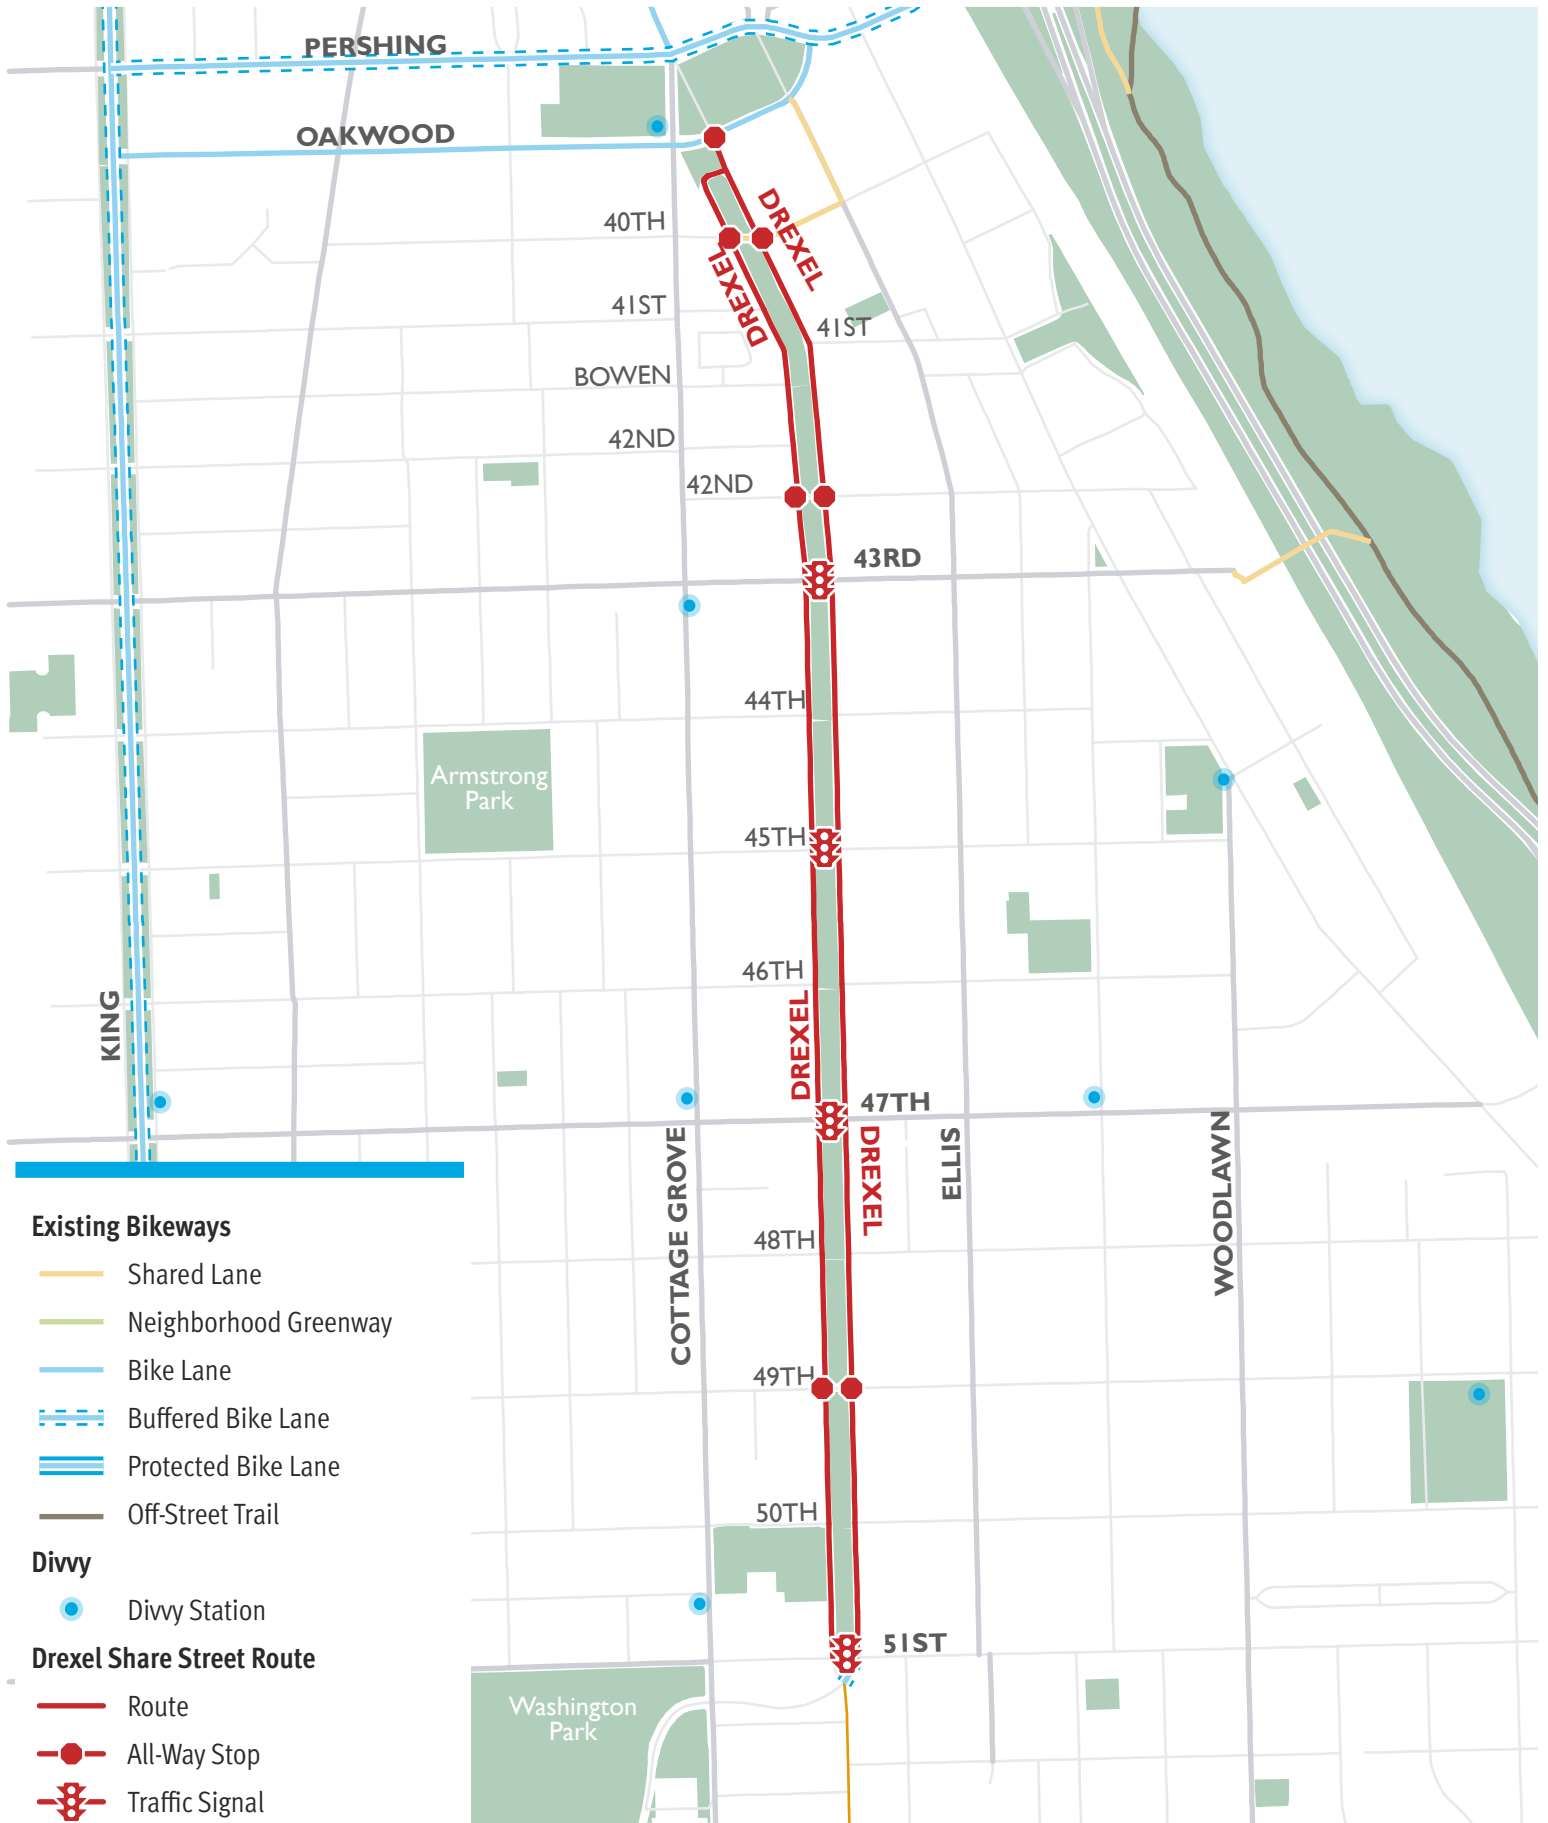 PERSHING
OAKWOOD
40TH
DREXEL
DREXEL
41ST
41ST
BOWEN
42ND
42ND
43RD
44TH
Armstrong
Park
45TH
46TH
KING
DREXEL
47TH
COTTAGE GROVE
DREXEL
ELLIS
WOODLAWN
48TH
49TH
50TH
51ST
Washington
Park
Existing Bikeways
Shared Lane
Neighborhood Greenway
Bike Lane
Buffered Bike Lane
Protected Bike Lane
Off-Street Trail
Divvy
Divvy Station
Drexel Share Street Route
Route
All-Way Stop
Traffic Signal